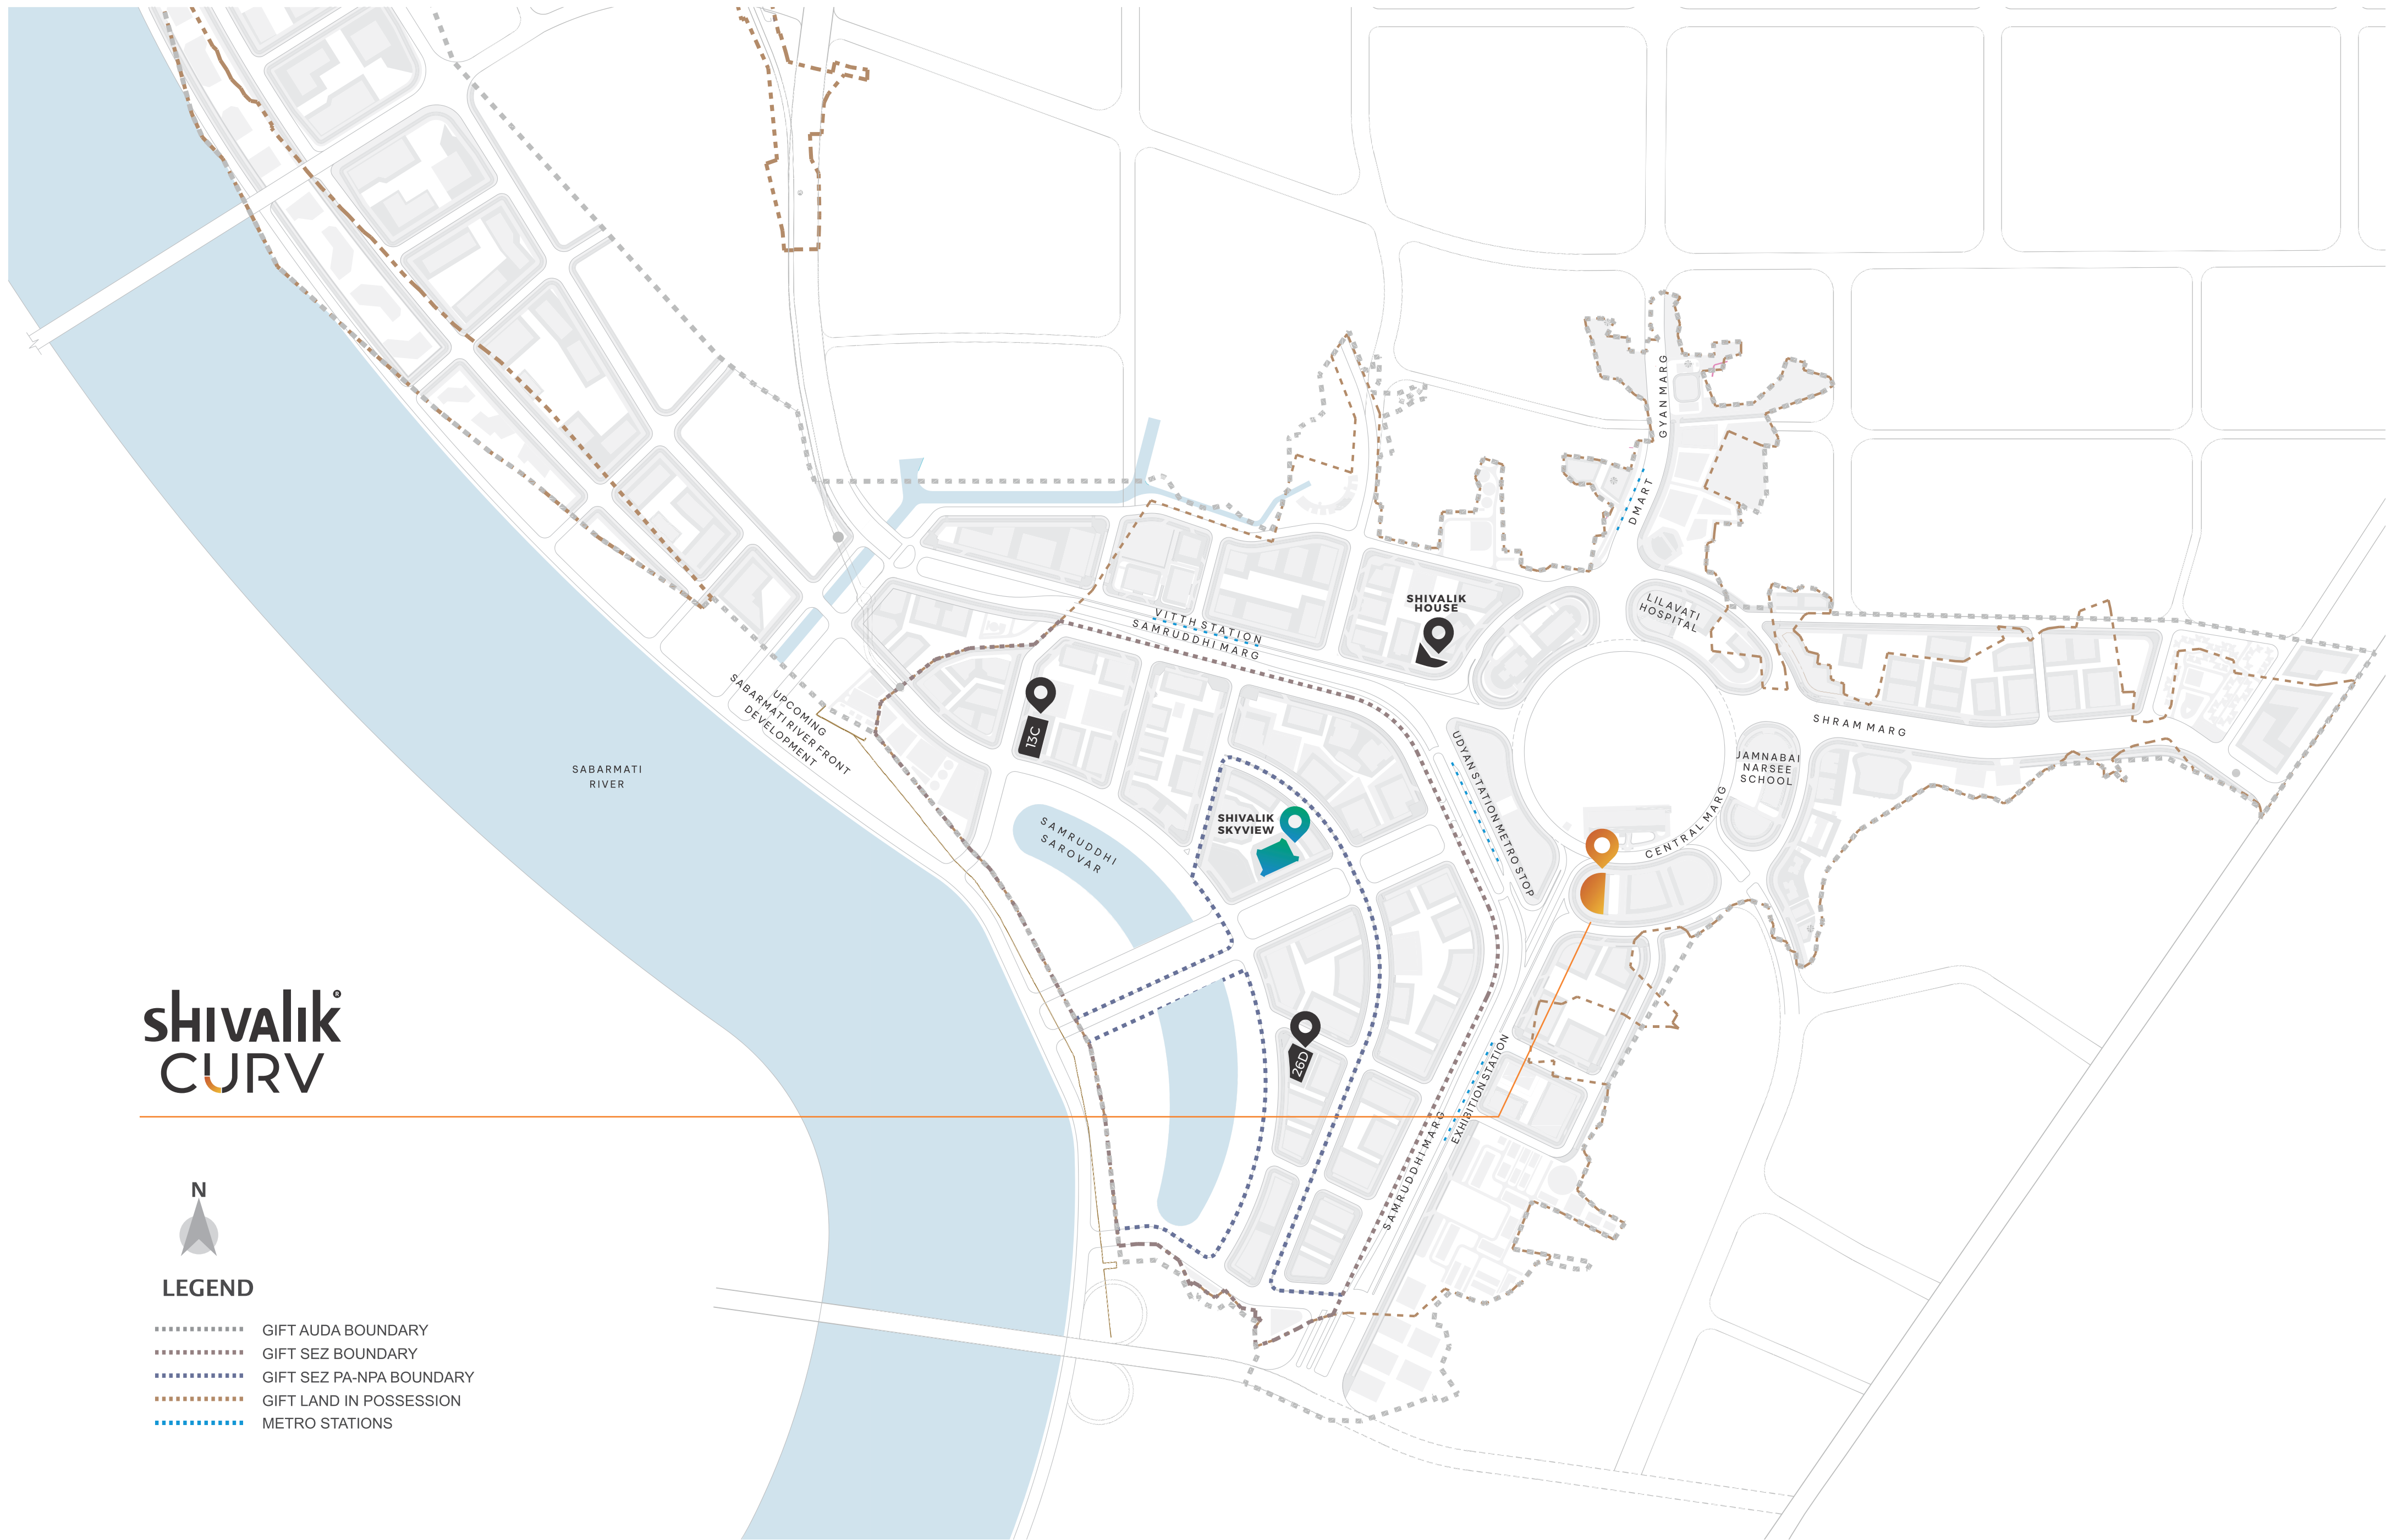 GYAN MARG
DMART
SHIVALIK
HOUSE
LILAVATI
HOSPITAL
VITTH STATION
SAMRUDDHI MARG
13C
UPCOMING
SABARMATI RIVER FRONT
DEVELOPMENT
SABARMATI
RIVER
SHRAM MARG
UDYAN STATION METRO STOP
JAMNABAI
NARSEE
SCHOOL
CENTRAL MARG
SAMRUDDHI
SAROVAR
SHIVALIK
SKYVIEW
26D
EXHIBITION STATION
SAMRUDDHI MARG
SHIVALIK®
CURV
N
LEGEND
GIFT AUDA BOUNDARY
GIFT SEZ BOUNDARY
GIFT SEZ PA-NPA BOUNDARY
GIFT LAND IN POSSESSION
METRO STATIONS